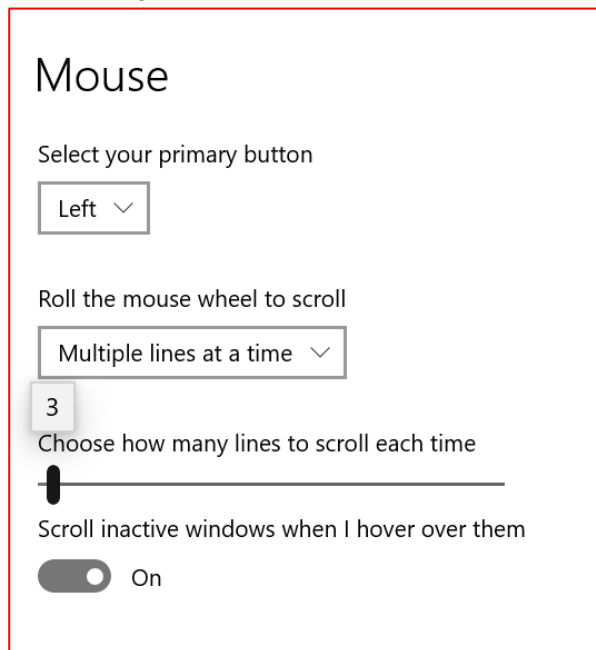 Mouse
Select your primary button
Left
Roll the mouse wheel to scroll
Multiple lines at a time
3
Choose how many lines to scroll each time
Scroll inactive windows when I hover over them
On